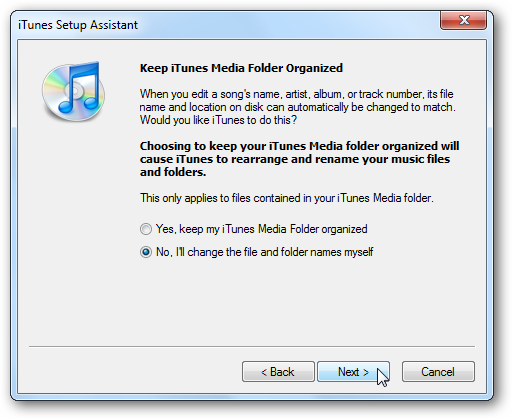 iTunes Setup Assistant
Keep iTunes Media Folder Organized
When you edit a song's name, artist, album, or track number, its file
name and location on disk can automatically be changed to match.
Would you like iTunes to do this?
Choosing to keep your iTunes Media folder organized will
cause iTunes to rearrange and rename your music files
and folders.
This only applies to files contained in your iTunes Media folder.
Yes, keep my iTunes Media Folder organized
No, I'll change the file and folder names myself
< Back Next > Cancel